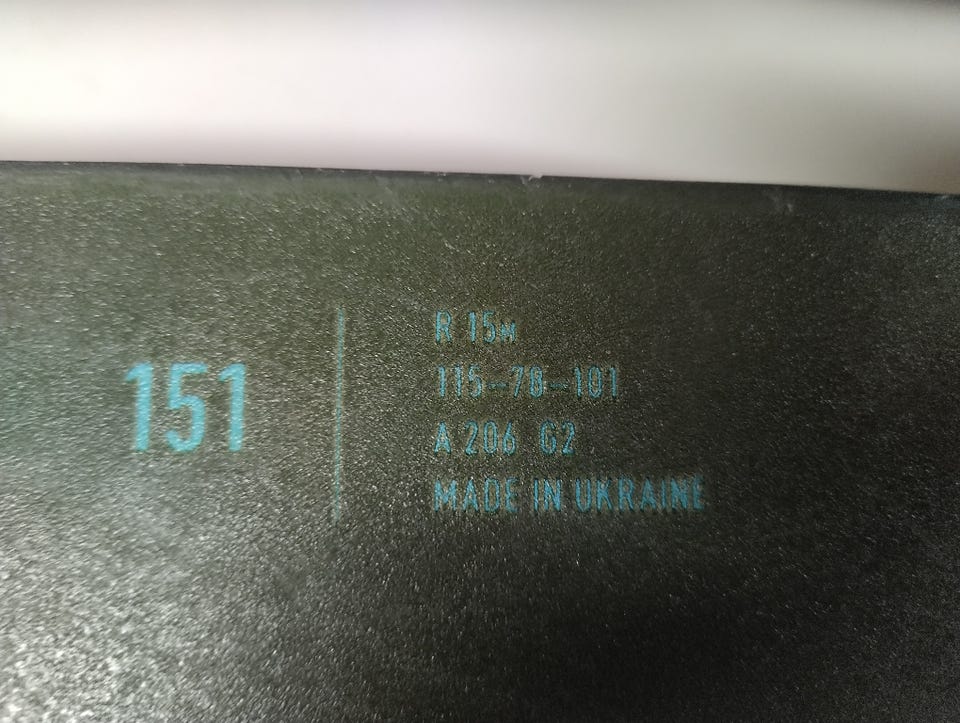 151
R 15м
115-78-101
A 206 G2
MADE IN UKRAINE